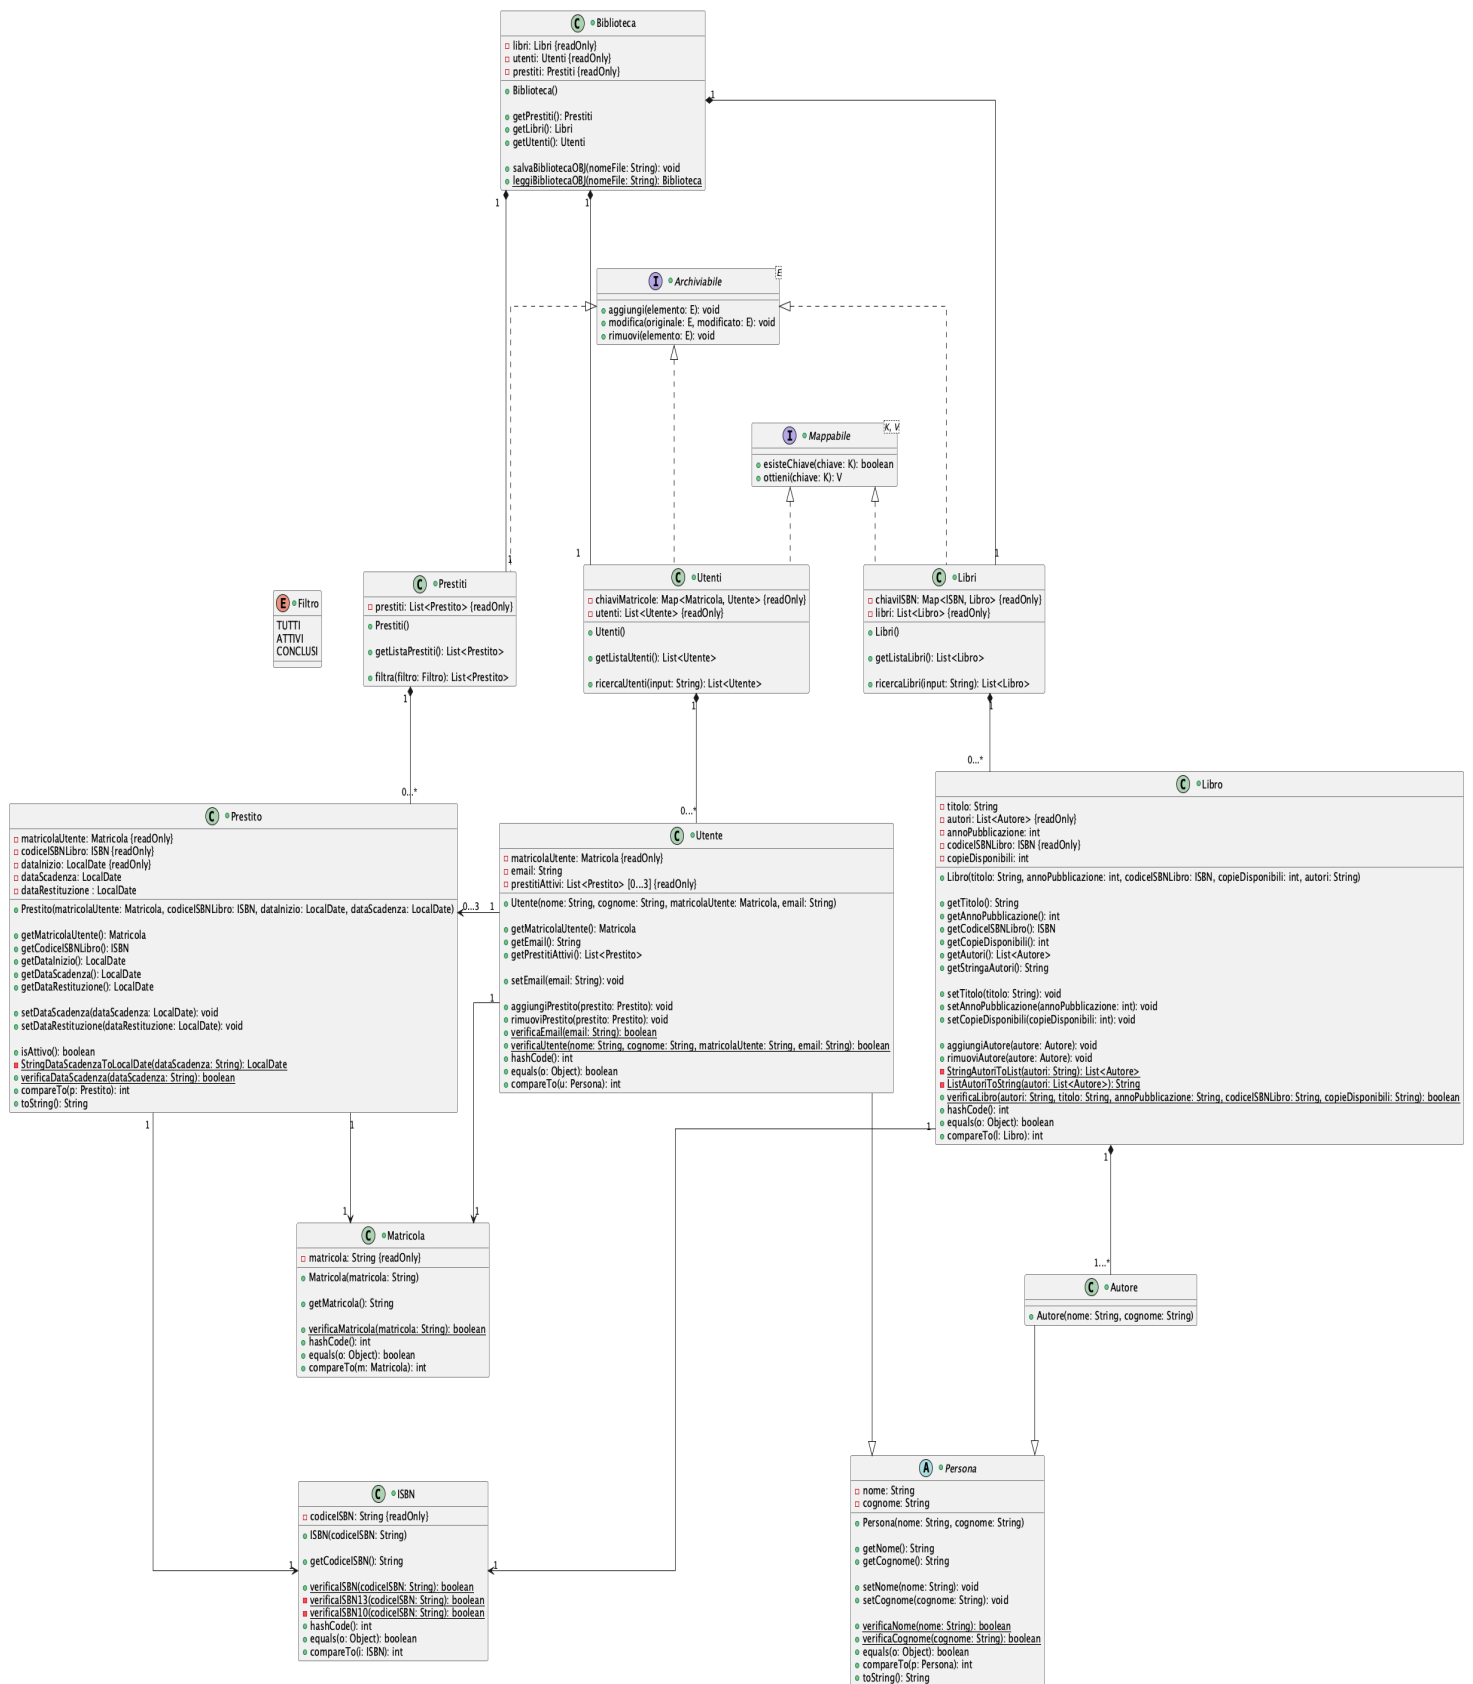 C Biblioteca
libri: Libri {readOnly}
utenti: Utenti {readOnly}
prestiti: Prestiti {readOnly}
Biblioteca()
getPrestiti(): Prestiti
getLibri(): Libri
getUtenti(): Utenti
salvaBibliotecaOBJ(nomeFile: String): void
leggiBibliotecaOBJ(nomeFile: String): Biblioteca
1
1
1
I Archiviabile
E
aggiungi(elemento: E): void
modifica(originale: E, modificato: E): void
rimuovi(elemento: E): void
I Mappabile
K, V
esisteChiave(chiave: K): boolean
ottieni(chiave: K): V
1
1
1
E Filtro
TUTTI
ATTIVI
CONCLUSI
C Prestiti
prestiti: List<Prestito> {readOnly}
Prestiti()
getListaPrestiti(): List<Prestito>
filtra(filtro: Filtro): List<Prestito>
1
0...*
C Utenti
chiaviMatricole: Map<Matricola, Utente> {readOnly}
utenti: List<Utente> {readOnly}
Utenti()
getListaUtenti(): List<Utente>
ricercaUtenti(input: String): List<Utente>
1
0...*
C Libri
chiaviISBN: Map<ISBN, Libro> {readOnly}
libri: List<Libro> {readOnly}
Libri()
getListaLibri(): List<Libro>
ricercaLibri(input: String): List<Libro>
1
0...*
C Prestito
matricolaUtente: Matricola {readOnly}
codiceISBNLibro: ISBN {readOnly}
dataInizio: LocalDate {readOnly}
dataScadenza: LocalDate
dataRestituzione : LocalDate
Prestito(matricolaUtente: Matricola, codiceISBNLibro: ISBN, dataInizio: LocalDate, dataScadenza: LocalDate)
getMatricolaUtente(): Matricola
getCodiceISBNLibro(): ISBN
getDataInizio(): LocalDate
getDataScadenza(): LocalDate
getDataRestituzione(): LocalDate
setDataScadenza(dataScadenza: LocalDate): void
setDataRestituzione(dataRestituzione: LocalDate): void
isAttivo(): boolean
StringDataScadenzaToLocalDate(dataScadenza: String): LocalDate
verificaDataScadenza(dataScadenza: String): boolean
compareTo(p: Prestito): int
toString(): String
0...3 1
1
1
1
C Utente
matricolaUtente: Matricola {readOnly}
email: String
prestitiAttivi: List<Prestito> [0...3] {readOnly}
Utente(nome: String, cognome: String, matricolaUtente: Matricola, email: String)
getMatricolaUtente(): Matricola
getEmail(): String
getPrestitiAttivi(): List<Prestito>
setEmail(email: String): void
aggiungiPrestito(prestito: Prestito): void
rimuoviPrestito(prestito: Prestito): void
verificaEmail(email: String): boolean
verificaUtente(nome: String, cognome: String, matricolaUtente: String, email: String): boolean
hashCode(): int
equals(o: Object): boolean
compareTo(u: Persona): int
C Libro
titolo: String
autori: List<Autore> {readOnly}
annoPubblicazione: int
codiceISBNLibro: ISBN {readOnly}
copieDisponibili: int
Libro(titolo: String, annoPubblicazione: int, codiceISBNLibro: ISBN, copieDisponibili: int, autori: String)
getTitolo(): String
getAnnoPubblicazione(): int
getCodiceISBNLibro(): ISBN
getCopieDisponibili(): int
getAutori(): List<Autore>
getStringaAutori(): String
setTitolo(titolo: String): void
setAnnoPubblicazione(annoPubblicazione: int): void
setCopieDisponibili(copieDisponibili: int): void
aggiungiAutore(autore: Autore): void
rimuoviAutore(autore: Autore): void
StringAutoriToList(autori: String): List<Autore>
ListAutoriToString(autori: List<Autore>): String
verificaLibro(autori: String, titolo: String, annoPubblicazione: String, codiceISBNLibro: String, copieDisponibili: String): boolean
hashCode(): int
equals(o: Object): boolean
compareTo(l: Libro): int
1
1
1...*
1
1
C Matricola
matricola: String {readOnly}
Matricola(matricola: String)
getMatricola(): String
verificaMatricola(matricola: String): boolean
hashCode(): int
equals(o: Object): boolean
compareTo(m: Matricola): int
C Autore
Autore(nome: String, cognome: String)
C ISBN
codiceISBN: String {readOnly}
ISBN(codiceISBN: String)
getCodiceISBN(): String
verificaISBN(codiceISBN: String): boolean
verificaISBN13(codiceISBN: String): boolean
verificaISBN10(codiceISBN: String): boolean
hashCode(): int
equals(o: Object): boolean
compareTo(i: ISBN): int
1
1
A Persona
nome: String
cognome: String
Persona(nome: String, cognome: String)
getNome(): String
getCognome(): String
setNome(nome: String): void
setCognome(cognome: String): void
verificaNome(nome: String): boolean
verificaCognome(cognome: String): boolean
equals(o: Object): boolean
compareTo(p: Persona): int
toString(): String